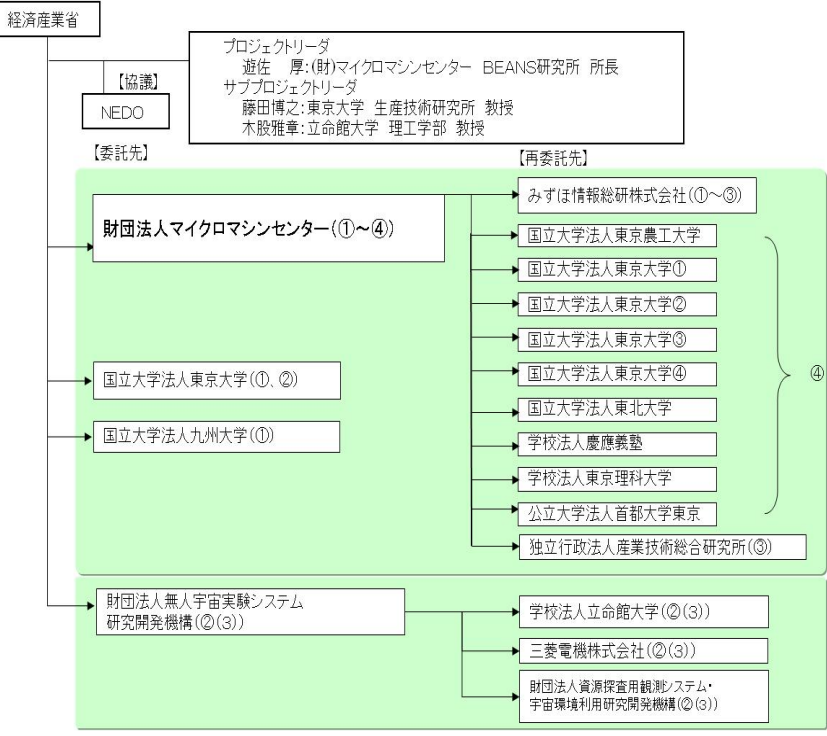 経済産業省
プロジェクトリーダ
遊佐　厚:(財)マイクロマシンセンター　BEANS研究所　所長
サブプロジェクトリーダ
藤田博之:東京大学　生産技術研究所　教授
木股雅章:立命館大学　理工学部　教授
【協議】
NEDO
【委託先】
【再委託先】
財団法人マイクロマシンセンター(①～④)
みずほ情報総研株式会社(①～③)
国立大学法人東京農工大学
国立大学法人東京大学①
国立大学法人東京大学②
国立大学法人東京大学③
国立大学法人東京大学④
国立大学法人東北大学
学校法人慶應義塾
学校法人東京理科大学
公立大学法人首都大学東京
④
独立行政法人産業技術総合研究所(③)
国立大学法人東京大学(①、②)
国立大学法人九州大学(①)
財団法人無人宇宙実験システム
研究開発機構(②(3))
学校法人立命館大学(②(3))
三菱電機株式会社(②(3))
財団法人資源探査用観測システム・
宇宙環境利用研究開発機構(②(3))